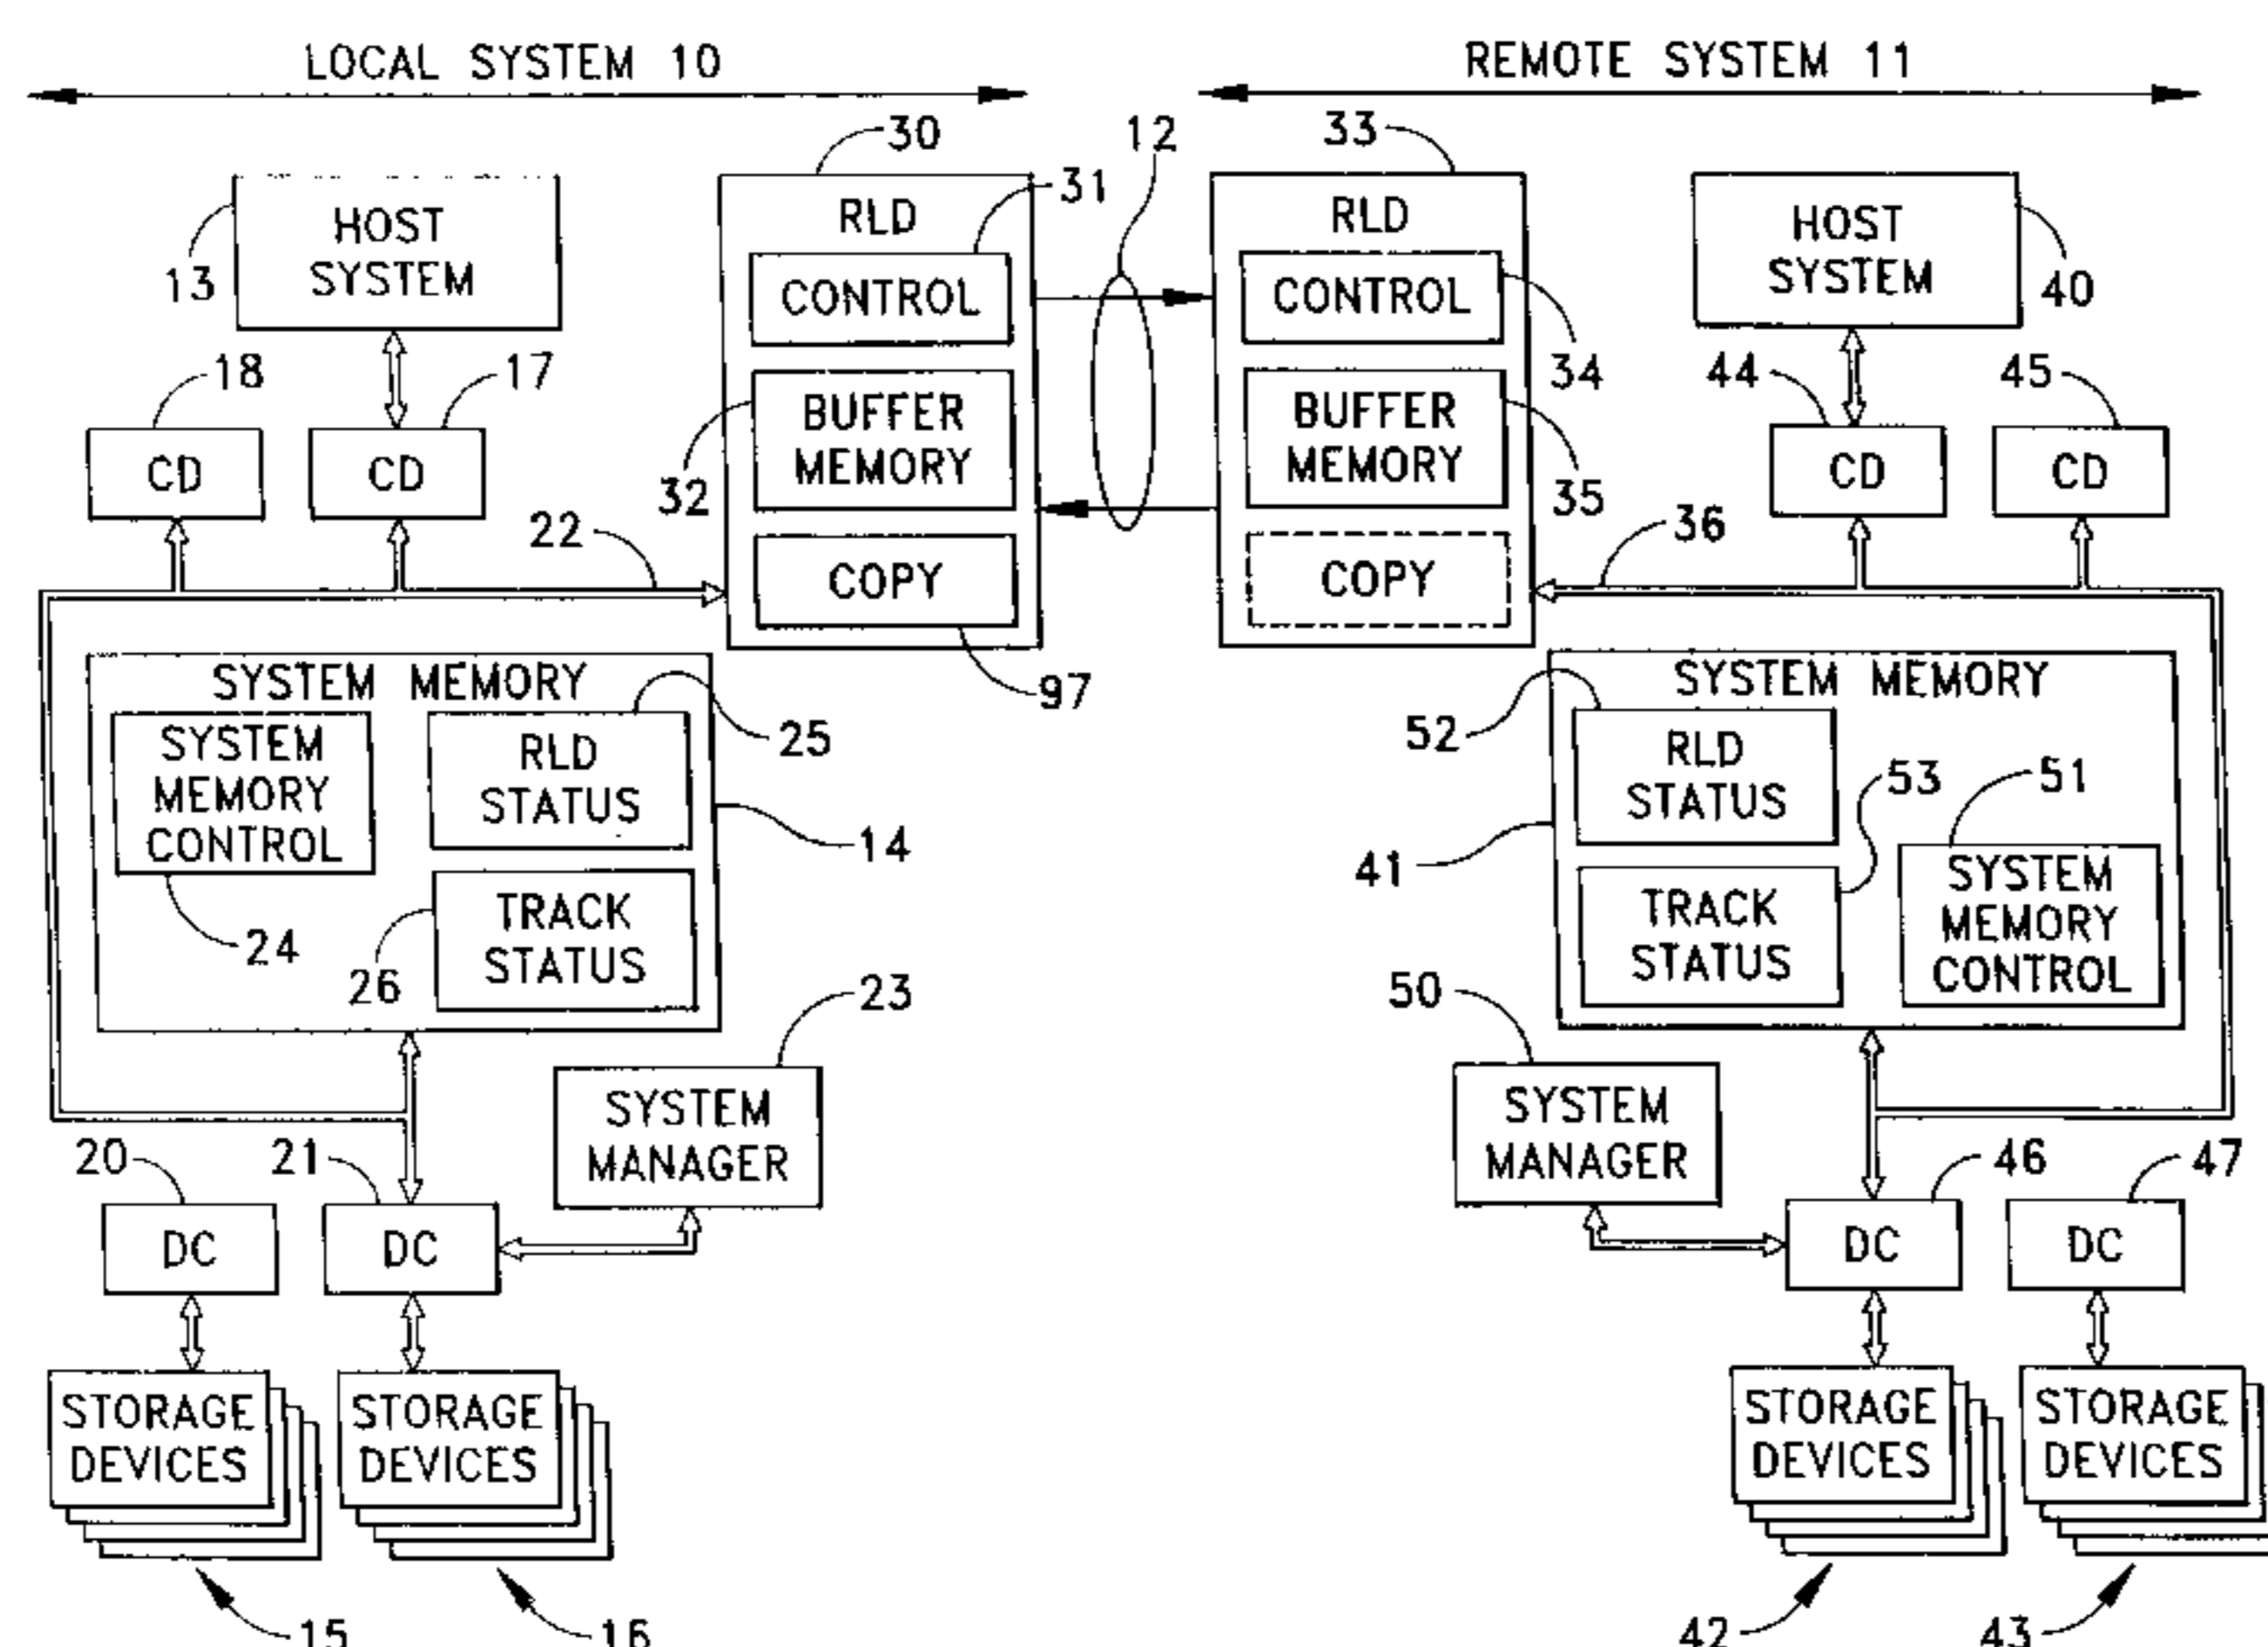 LOCAL SYSTEM 10
REMOTE SYSTEM 11
30
12
33
HOST
SYSTEM
13
RLD
31
CONTROL
RLD
CONTROL
34
HOST
SYSTEM
40
18
17
44
45
CD
CD
BUFFER
MEMORY
32
BUFFER
MEMORY
35
CD
CD
22
COPY
97
COPY
36
SYSTEM MEMORY
SYSTEM
MEMORY
CONTROL
24
RLD
STATUS
25
14
TRACK
STATUS
26
SYSTEM MEMORY
52
RLD
STATUS
53
51
41
TRACK
STATUS
SYSTEM
MEMORY
CONTROL
23
SYSTEM
MANAGER
50
SYSTEM
MANAGER
20
21
46
47
DC
DC
DC
DC
STORAGE
DEVICES
STORAGE
DEVICES
STORAGE
DEVICES
STORAGE
DEVICES
15
16
42
43